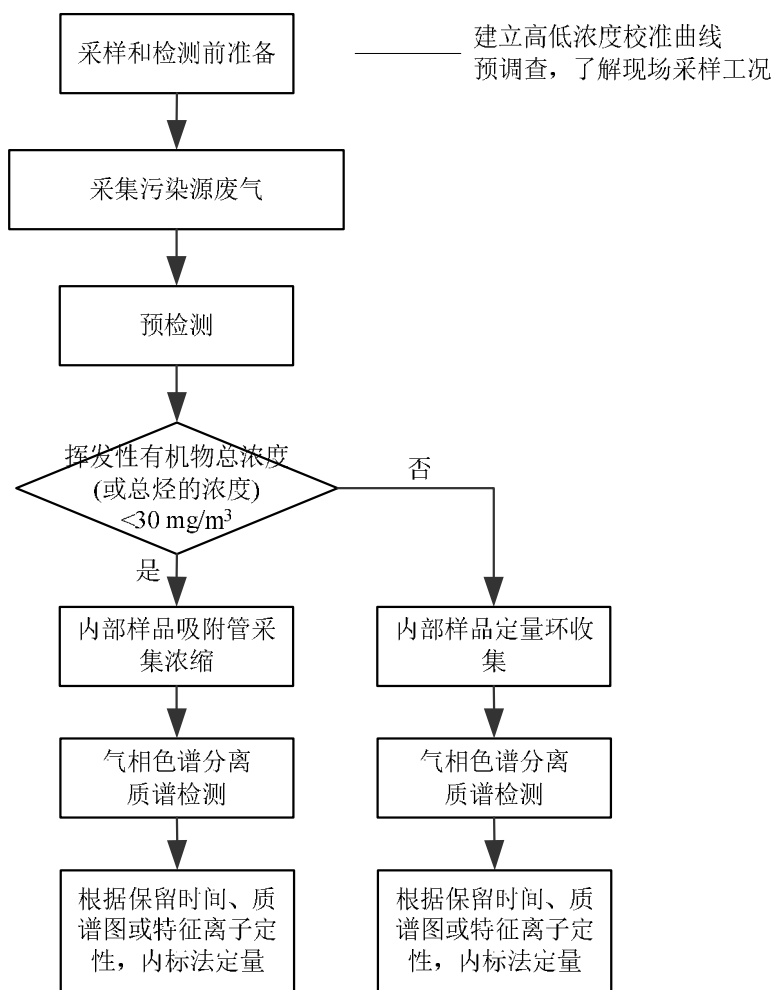 采样和检测前准备
建立高低浓度校准曲线
预调查，了解现场采样工况
采集污染源废气
预检测
挥发性有机物总浓度
(或总烃的浓度)
<30 mg/m³
否
是
内部样品吸附管采
集浓缩
内部样品定量环收
集
气相色谱分离
质谱检测
气相色谱分离
质谱检测
根据保留时间、质
谱图或特征离子定
性，内标法定量
根据保留时间、质
谱图或特征离子定
性，内标法定量